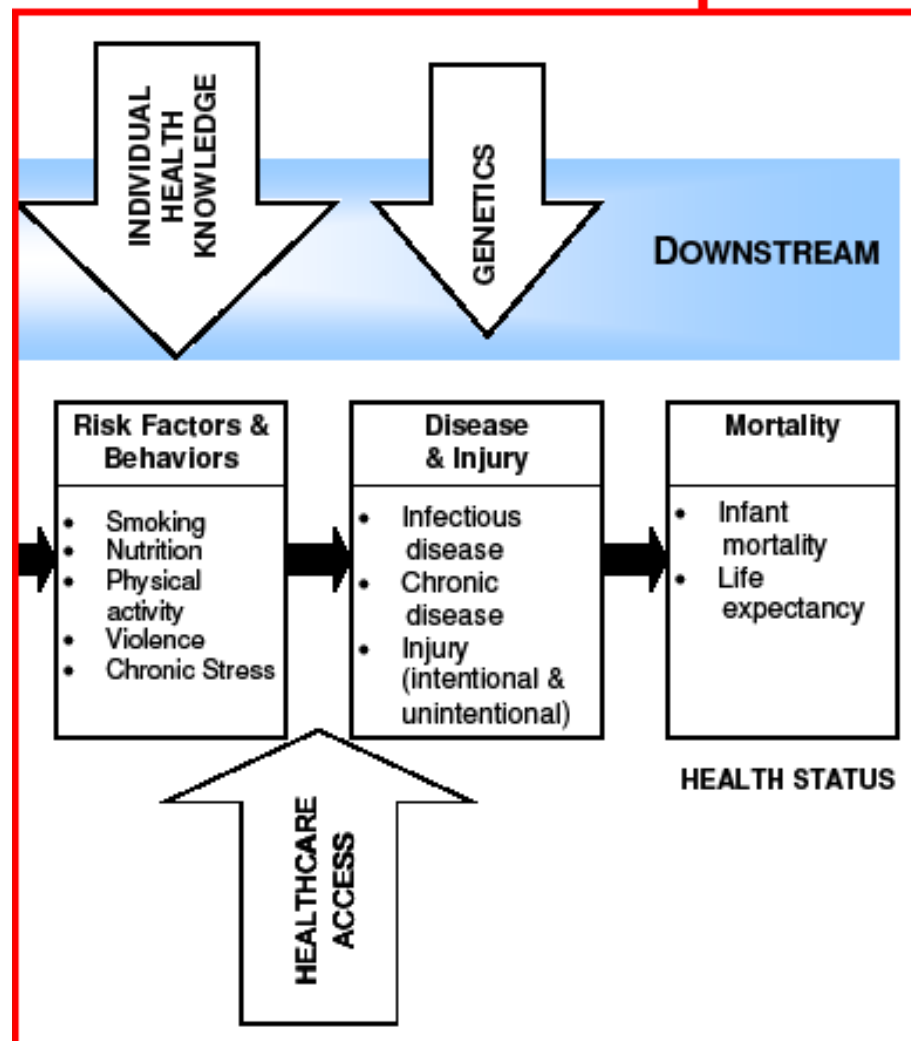 INDIVIDUAL
HEALTH
KNOWLEDGE
GENETICS
DOWNSTREAM
Risk Factors &
Behaviors
• Smoking
• Nutrition
• Physical
activity
• Violence
• Chronic Stress
Disease
& Injury
• Infectious
disease
• Chronic
disease
• Injury
(intentional &
unintentional)
Mortality
• Infant
mortality
• Life
expectancy
HEALTH STATUS
HEALTHCARE
ACCESS